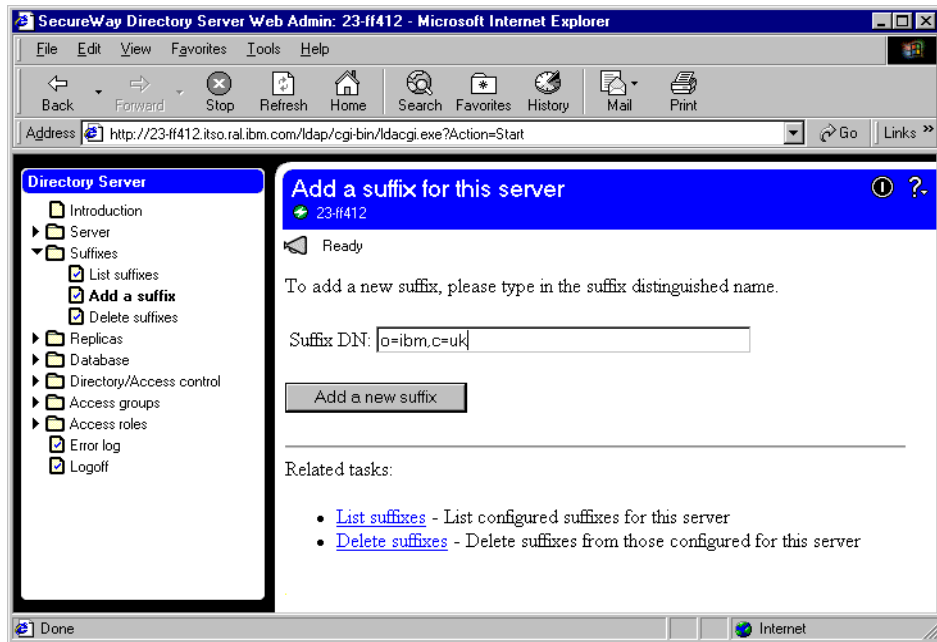 SecureWay Directory Server Web Admin: 23-ff412 - Microsoft Internet Explorer
File Edit View Favorites Tools Help
Back Forward Stop Refresh Home Search Favorites History Mail Print
Address http://23-ff412.itso.ral.ibm.com/ldap/cgi-bin/ldacgi.exe?Action=Start Go Links »
Directory Server
Introduction
Server
Suffixes
List suffixes
Add a suffix
Delete suffixes
Replicas
Database
Directory/Access control
Access groups
Access roles
Error log
Logoff
Add a suffix for this server
23-ff412
Ready
To add a new suffix, please type in the suffix distinguished name.
Suffix DN: o=ibm,c=uk
Add a new suffix
Related tasks:
• List suffixes - List configured suffixes for this server
• Delete suffixes - Delete suffixes from those configured for this server
Done Internet